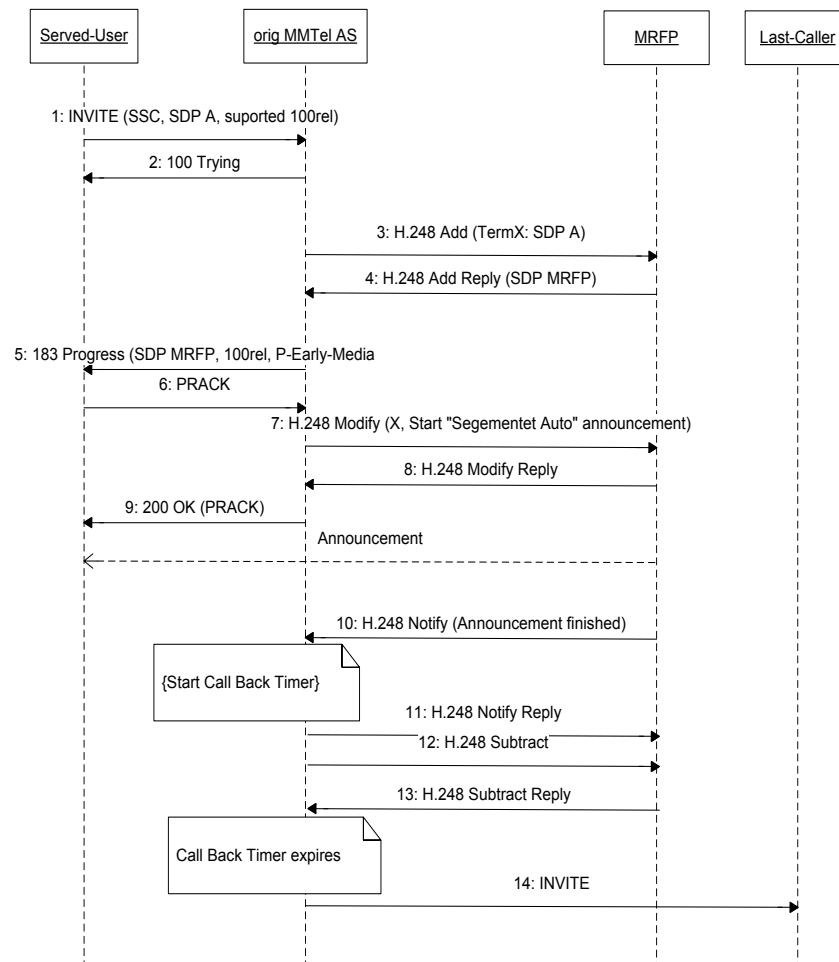 Served-User
orig MMTel AS
MRFP
Last-Caller
1: INVITE (SSC, SDP A, suported 100rel)
2: 100 Trying
3: H.248 Add (TermX: SDP A)
4: H.248 Add Reply (SDP MRFP)
5: 183 Progress (SDP MRFP, 100rel, P-Early-Media
6: PRACK
7: H.248 Modify (X, Start "Segementet Auto" announcement)
8: H.248 Modify Reply
9: 200 OK (PRACK)
Announcement
10: H.248 Notify (Announcement finished)
{Start Call Back Timer}
11: H.248 Notify Reply
12: H.248 Subtract
13: H.248 Subtract Reply
Call Back Timer expires
14: INVITE